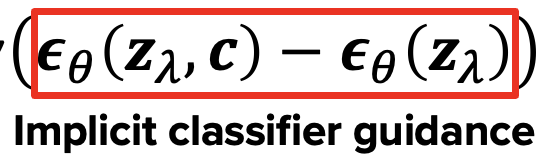 (ϵθ(zλ, c) − ϵθ(zλ))
Implicit classifier guidance